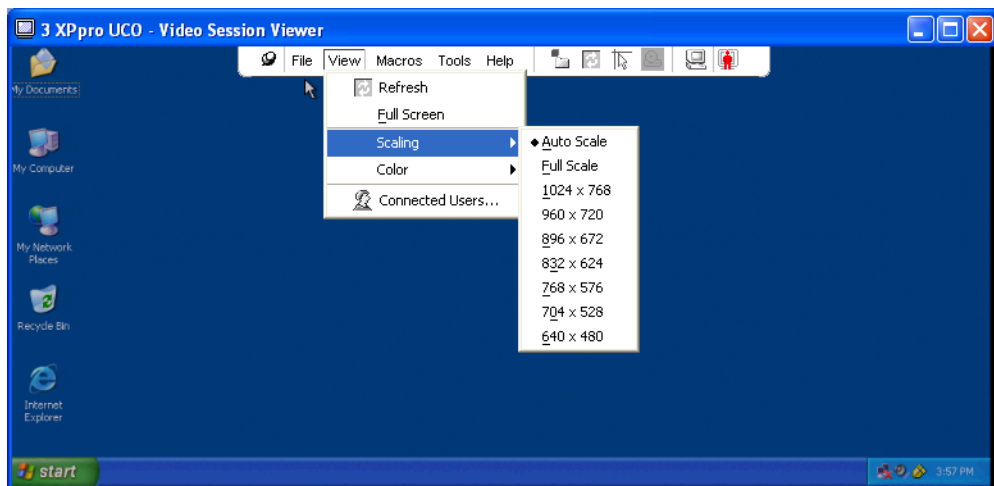 3 XPpro UCO - Video Session Viewer
File View Macros Tools Help
My Documents
My Computer
My Network
Places
Recycle Bin
Internet
Explorer
Refresh
Full Screen
Scaling
Color
Connected Users...
Auto Scale
Full Scale
1024 x 768
960 x 720
896 x 672
832 x 624
768 x 576
704 x 528
640 x 480
start
3:57 PM